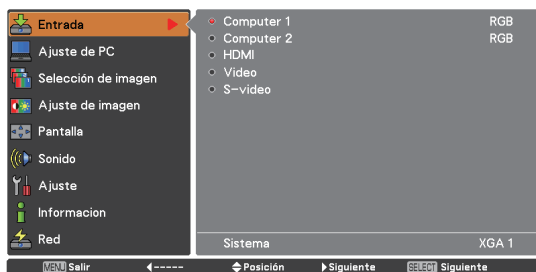 Entrada
Ajuste de PC
Selección de imagen
Ajuste de imagen
Pantalla
Sonido
Ajuste
Informacion
Red
Computer 1 RGB
Computer 2 RGB
HDMI
Video
S-video
Sistema XGA 1
MENU Salir ◀----- Posición ▶Siguiente SELECT Siguiente